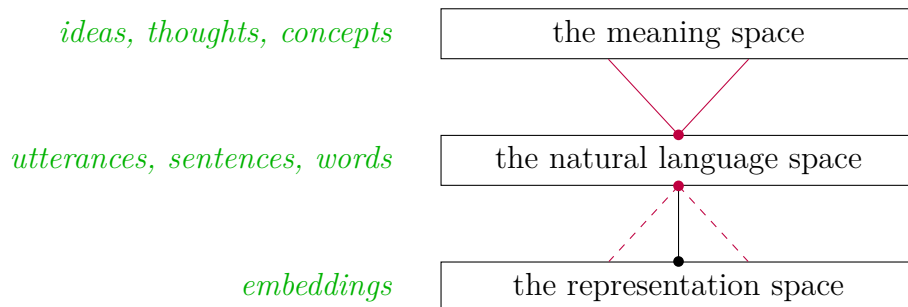 ideas, thoughts, concepts the meaning space
utterances, sentences, words the natural language space
embeddings the representation space